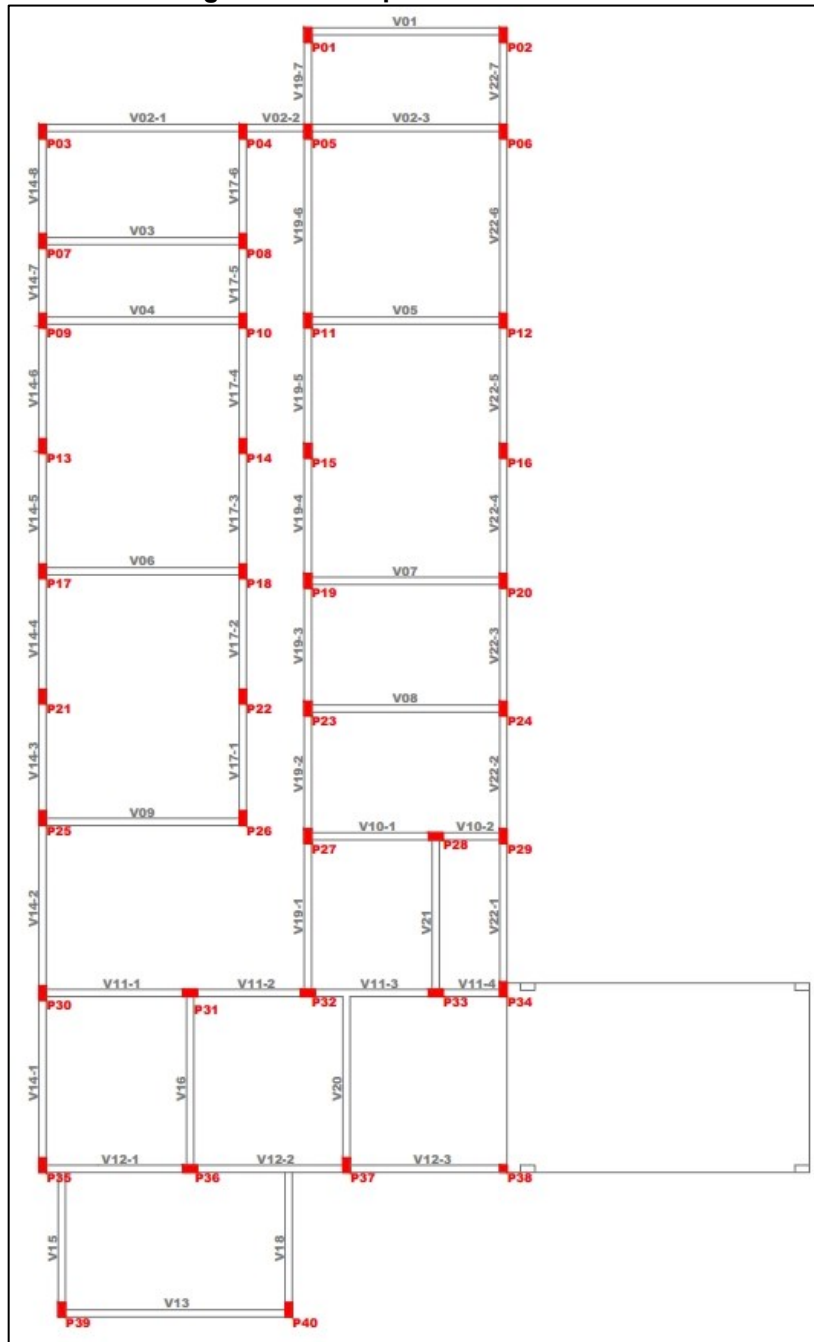 V01
P01 P02
V19-7 V22-7
V02-1 V02-2 V02-3
P03 P04 P05 P06
V14-8 V17-6 V19-6 V22-6
V03
P07 P08
V14-7 V17-5
V04 V05
P09 P10 P11 P12
V14-6 V17-4 V19-5 V22-5
P13 P14 P15 P16
V14-5 V17-3 V19-4 V22-4
V06 V07
P17 P18 P19 P20
V14-4 V17-2 V19-3 V22-3
V08
P21 P22 P23 P24
V14-3 V17-1 V19-2 V22-2
V09 V10-1 V10-2
P25 P26 P27 P28 P29
V14-2 V19-1 V21 V22-1
V11-1 V11-2 V11-3 V11-4
P30 P31 P32 P33 P34
V14-1 V16 V20
V12-1 V12-2 V12-3
P35 P36 P37 P38
V15 V18
V13
P39 P40